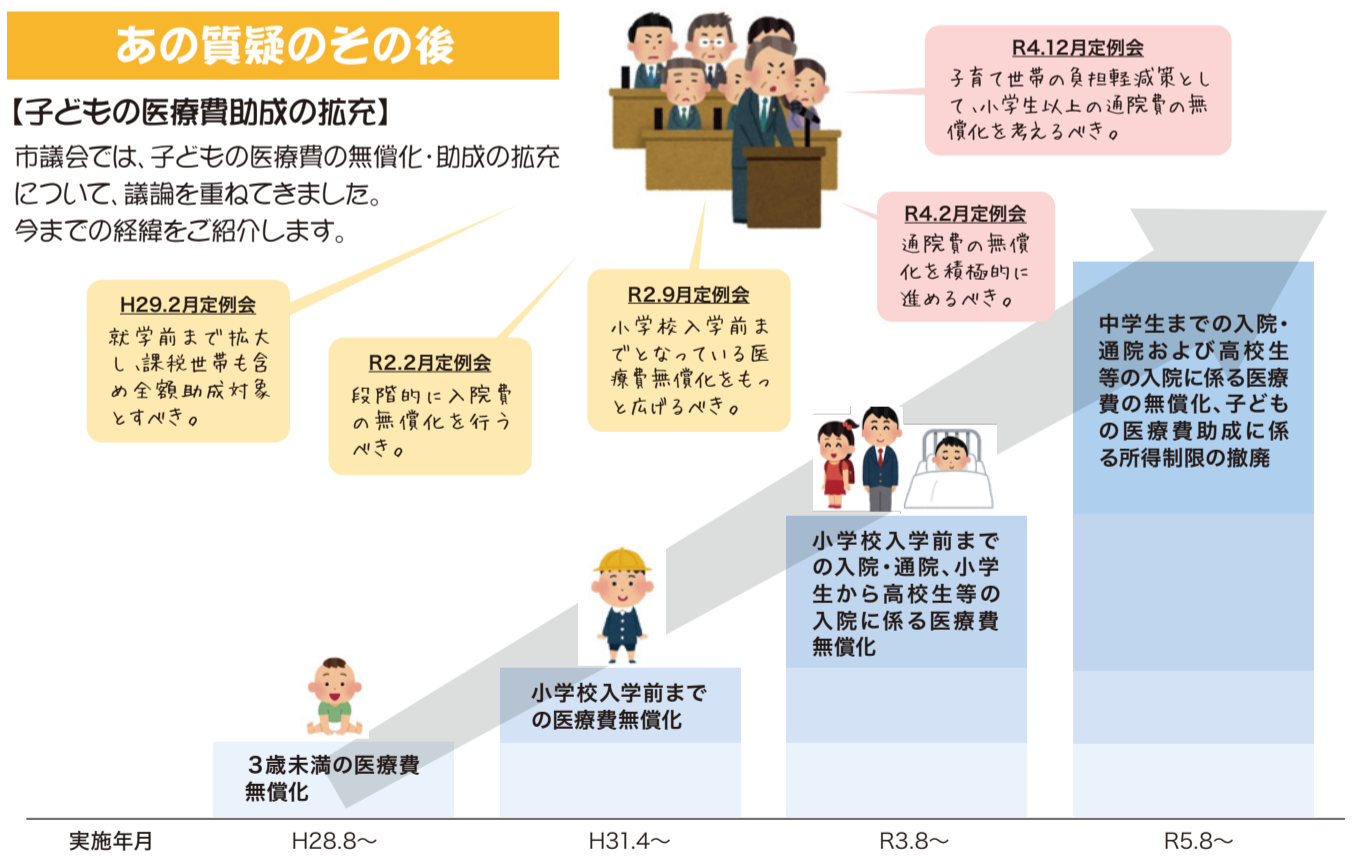 あの質疑のその後
【子どもの医療費助成の拡充】
市議会では、子どもの医療費の無償化・助成の拡充
について、議論を重ねてきました。
今までの経緯をご紹介します。
R4.12月定例会
子育て世帯の負担軽減策とし
て、小学生以上の通院費の無
償化を考えるべき。
R4.2月定例会
通院費の無償
化を積極的に
進めるべき。
H29.2月定例会
就学前まで拡大
し、課税世帯も含
め全額助成対象
とすべき。
R2.2月定例会
段階的に入院費
の無償化を行う
べき。
R2.9月定例会
小学校入学前ま
でとなっている医
療費無償化をもっ
と広げるべき。
3歳未満の医療費
無償化
小学校入学前まで
の医療費無償化
小学校入学前まで
の入院・通院、小学
生から高校生等の
入院に係る医療費
無償化
中学生までの入院・
通院および高校生
等の入院に係る医療
費の無償化、子ども
の医療費助成に係
る所得制限の撤廃
実施年月 H28.8～ H31.4～ R3.8～ R5.8～